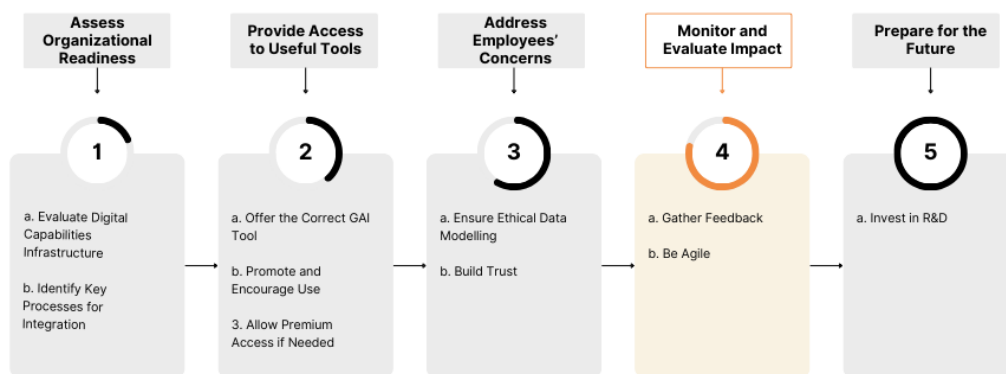 Assess
Organizational
Readiness
Provide Access
to Useful Tools
Address
Employees’
Concerns
Monitor and
Evaluate Impact
Prepare for the
Future
1
2
3
4
5
a. Evaluate Digital
Capabilities
Infrastructure
b. Identify Key
Processes for
Integration
a. Offer the Correct GAI
Tool
b. Promote and
Encourage Use
3. Allow Premium
Access if Needed
a. Ensure Ethical Data
Modelling
b. Build Trust
a. Gather Feedback
b. Be Agile
a. Invest in R&D